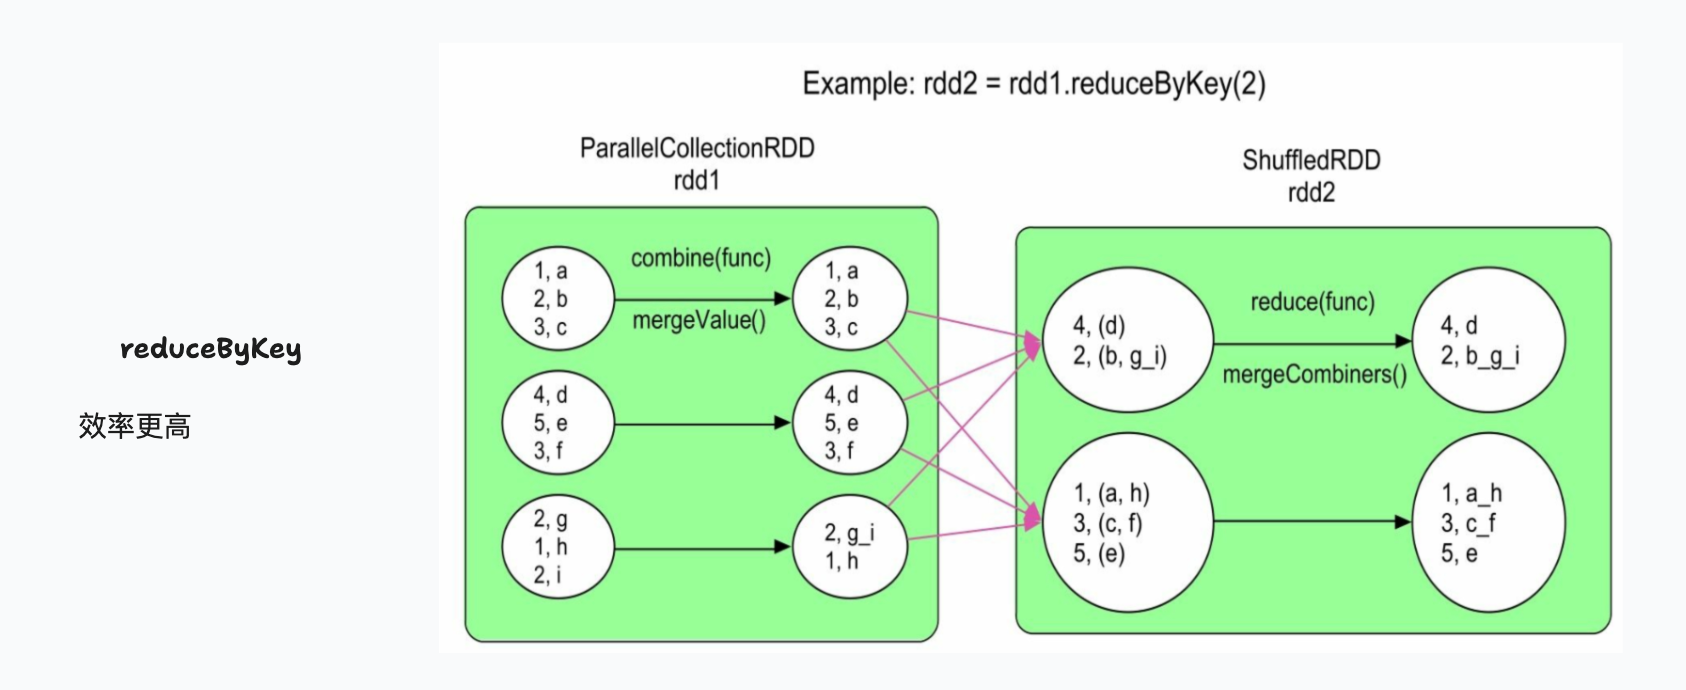 Example: rdd2 = rdd1.reduceByKey(2)
ParallelCollectionRDD
rdd1
ShuffledRDD
rdd2
reduceByKey
效率更高
1, a
2, b
3, c
combine(func)
mergeValue()
1, a
2, b
3, c
4, d
5, e
3, f
4, d
5, e
3, f
2, g
1, h
2, i
2, g_i
1, h
4, (d)
2, (b, g_i)
reduce(func)
mergeCombiners()
4, d
2, b_g_i
1, (a, h)
3, (c, f)
5, (e)
1, a_h
3, c_f
5, e